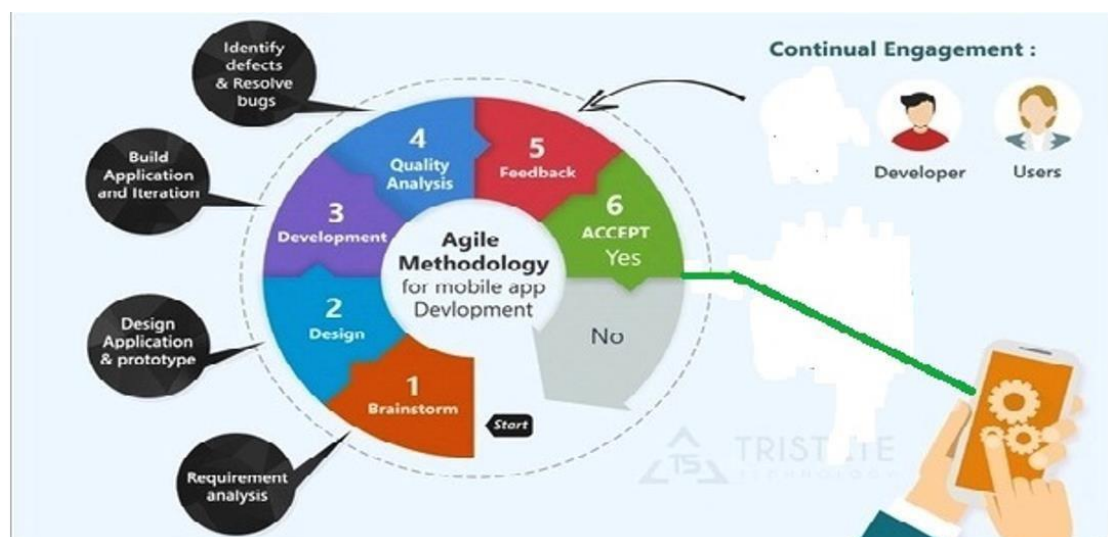 Identify
defects
& Resolve
bugs
Build
Application
and Iteration
Design
Application
& prototype
Requirement
analysis
1
Brainstorm
2
Design
3
Development
4
Quality
Analysis
5
Feedback
6
ACCEPT
Yes
No
Start
Agile
Methodology
for mobile app
Devlopment
Continual Engagement :
Developer
Users
TS